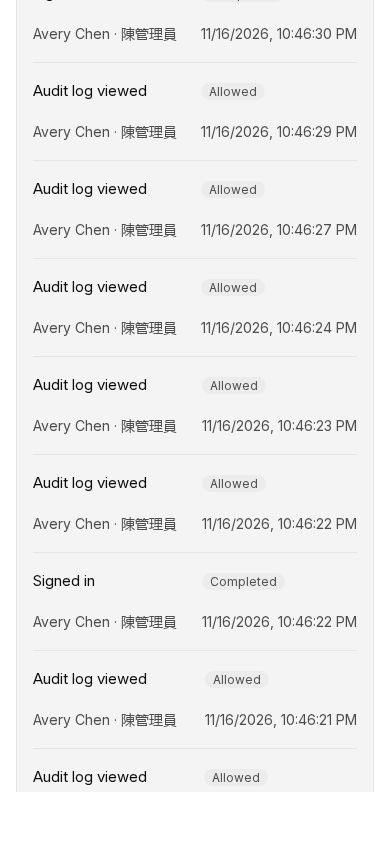 Avery Chen · 陳管理員 11/16/2026, 10:46:30 PM
Audit log viewed Allowed
Avery Chen · 陳管理員 11/16/2026, 10:46:29 PM
Audit log viewed Allowed
Avery Chen · 陳管理員 11/16/2026, 10:46:27 PM
Audit log viewed Allowed
Avery Chen · 陳管理員 11/16/2026, 10:46:24 PM
Audit log viewed Allowed
Avery Chen · 陳管理員 11/16/2026, 10:46:23 PM
Audit log viewed Allowed
Avery Chen · 陳管理員 11/16/2026, 10:46:22 PM
Signed in Completed
Avery Chen · 陳管理員 11/16/2026, 10:46:22 PM
Audit log viewed Allowed
Avery Chen · 陳管理員 11/16/2026, 10:46:21 PM
Audit log viewed Allowed